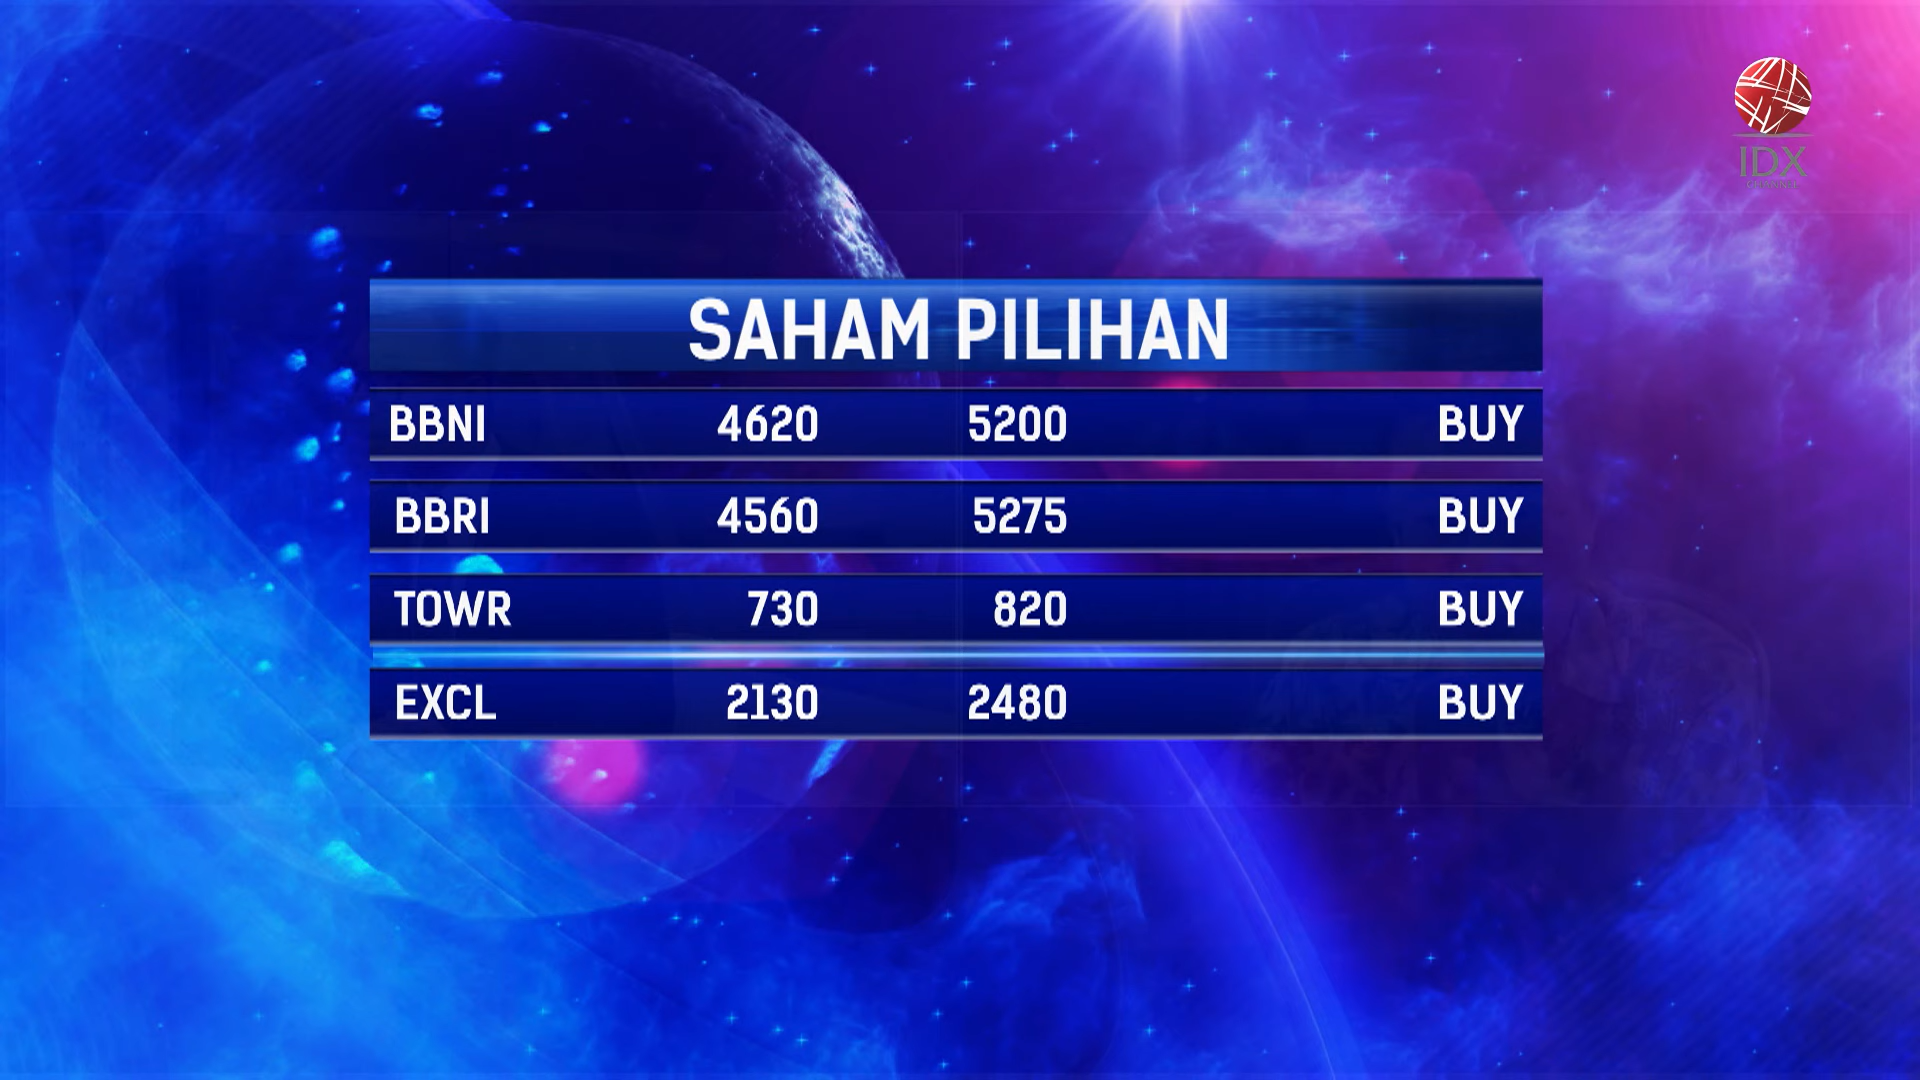 IDX
CHANNEL
SAHAM PILIHAN
BBNI 4620 5200 BUY
BBRI 4560 5275 BUY
TOWR 730 820 BUY
EXCL 2130 2480 BUY